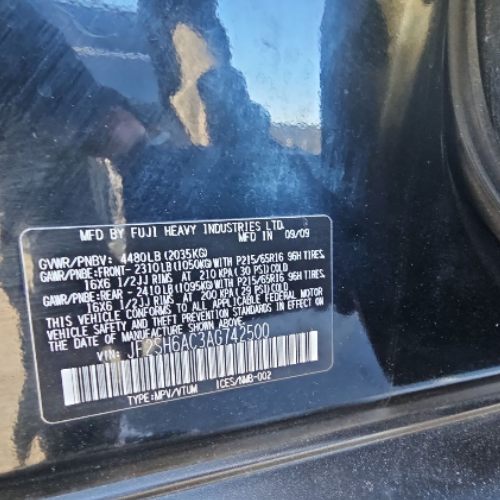 MFD BY FUJI HEAVY INDUSTRIES LTD.
MFD IN 09/09
GVWR/PNBV: 4480LB (2035KG)
GAWR/PNBE:FRONT- 2310LB(1050KG)WITH P215/65R16 96H TIRES,
16X6 1/2JJ RIMS AT 210 KPA(30 PSI)COLD
GAWR/PNBE:REAR - 2410LB(1095KG)WITH P215/65R16 96H TIRES,
16X6 1/2JJ RIMS AT 200 KPA(29 PSI)COLD
THIS VEHICLE CONFORMS TO ALL APPLICABLE FEDERAL MOTOR
VEHICLE SAFETY AND THEFT PREVENTION STANDARDS IN EFFECT ON
THE DATE OF MANUFACTURE SHOWN ABOVE.
VIN: JF2SH6AC3AG742500
TYPE:MPV/VTUM ICES/NMB-002